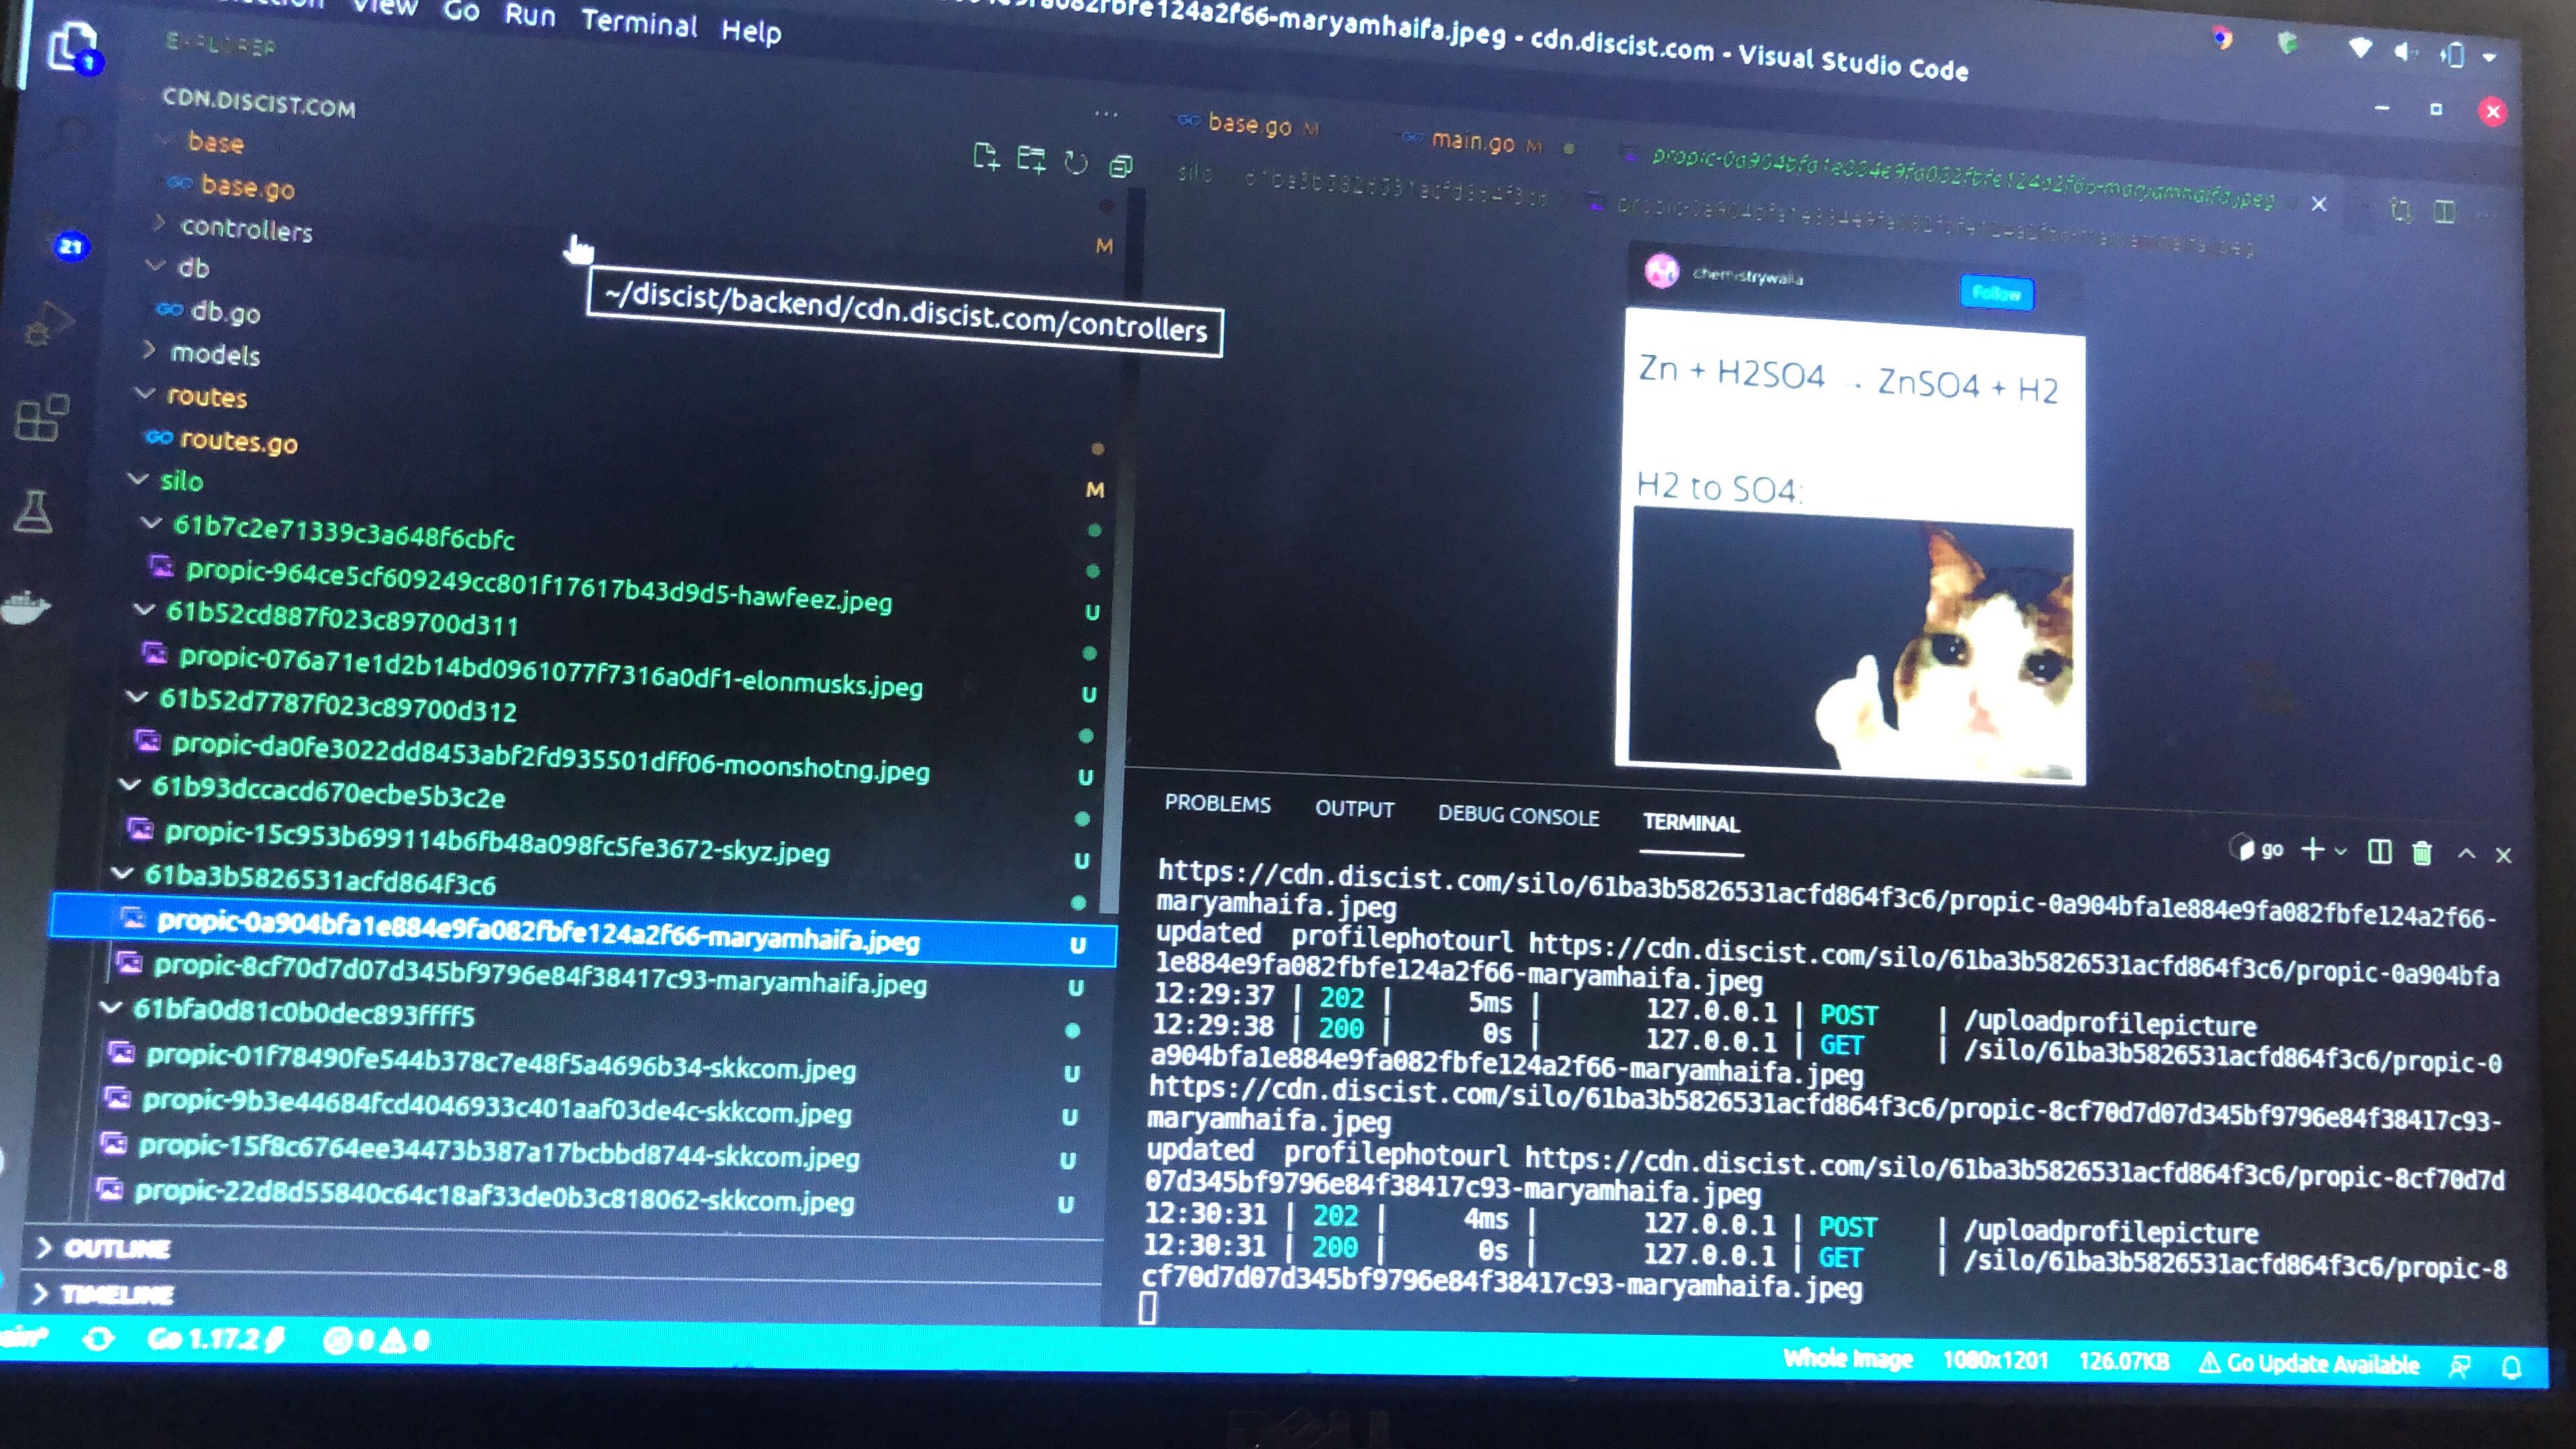 View Go Run Terminal Help
-maryamhaifa.jpeg - cdn.discist.com - Visual Studio Code
EXPLORER
1
CDN.DISCIST.COM
base
base.go
controllers
M
~/discist/backend/cdn.discist.com/controllers
21
db
db.go
models
routes
routes.go
M
silo
61b7c2e71339c3a648f6cbfc
propic-964ce5cf609249cc801f17617b43d9d5-hawfeez.jpeg U
61b52cd887f023c89700d311
propic-076a71e1d2b14bd0961077f7316a0df1-elonmusks.jpeg U
61b52d7787f023c89700d312
propic-da0fe3022dd8453abf2fd935501dff06-moonshotng.jpeg U
61b93dccacd670ecbe5b3c2e
propic-15c953b699114b6fb48a098fc5fe3672-skyz.jpeg U
61ba3b5826531acfd864f3c6
propic-0a904bfa1e884e9fa082fbfe124a2f66-maryamhaifa.jpeg U
propic-8cf70d7d07d345bf9796e84f38417c93-maryamhaifa.jpeg U
61bfa0d81c0b0dec893ffff5
propic-01f78490fe544b378c7e48f5a4696b34-skkcom.jpeg U
propic-9b3e44684fcd4046933c401aaf03de4c-skkcom.jpeg U
propic-15f8c6764ee34473b387a17bcbbd8744-skkcom.jpeg U
propic-22d8d55840c64c18af33de0b3c818062-skkcom.jpeg U
OUTLINE
TIMELINE
base.go M
main.go M
propic-0a904bfa1e884e9fa082fbfe124a2f66-maryamhaifa.jpeg
silo
chemistrywalla
Follow
Zn + H2SO4 → ZnSO4 + H2
H2 to SO4:
PROBLEMS OUTPUT DEBUG CONSOLE TERMINAL
go
https://cdn.discist.com/silo/61ba3b5826531acfd864f3c6/propic-0a904bfa1e884e9fa082fbfe124a2f66-
maryamhaifa.jpeg
updated profilephotourl https://cdn.discist.com/silo/61ba3b5826531acfd864f3c6/propic-0a904bfa
1e884e9fa082fbfe124a2f66-maryamhaifa.jpeg
12:29:37 | 202 | 5ms | 127.0.0.1 | POST | /uploadprofilepicture
12:29:38 | 200 | 0s | 127.0.0.1 | GET | /silo/61ba3b5826531acfd864f3c6/propic-0
a904bfa1e884e9fa082fbfe124a2f66-maryamhaifa.jpeg
https://cdn.discist.com/silo/61ba3b5826531acfd864f3c6/propic-8cf70d7d07d345bf9796e84f38417c93-
maryamhaifa.jpeg
updated profilephotourl https://cdn.discist.com/silo/61ba3b5826531acfd864f3c6/propic-8cf70d7d
07d345bf9796e84f38417c93-maryamhaifa.jpeg
12:30:31 | 202 | 4ms | 127.0.0.1 | POST | /uploadprofilepicture
12:30:31 | 200 | 0s | 127.0.0.1 | GET | /silo/61ba3b5826531acfd864f3c6/propic-8
cf70d7d07d345bf9796e84f38417c93-maryamhaifa.jpeg
Go 1.17.2 0 0
Whole Image 1080x1201 126.07KB Go Update Available
DELL